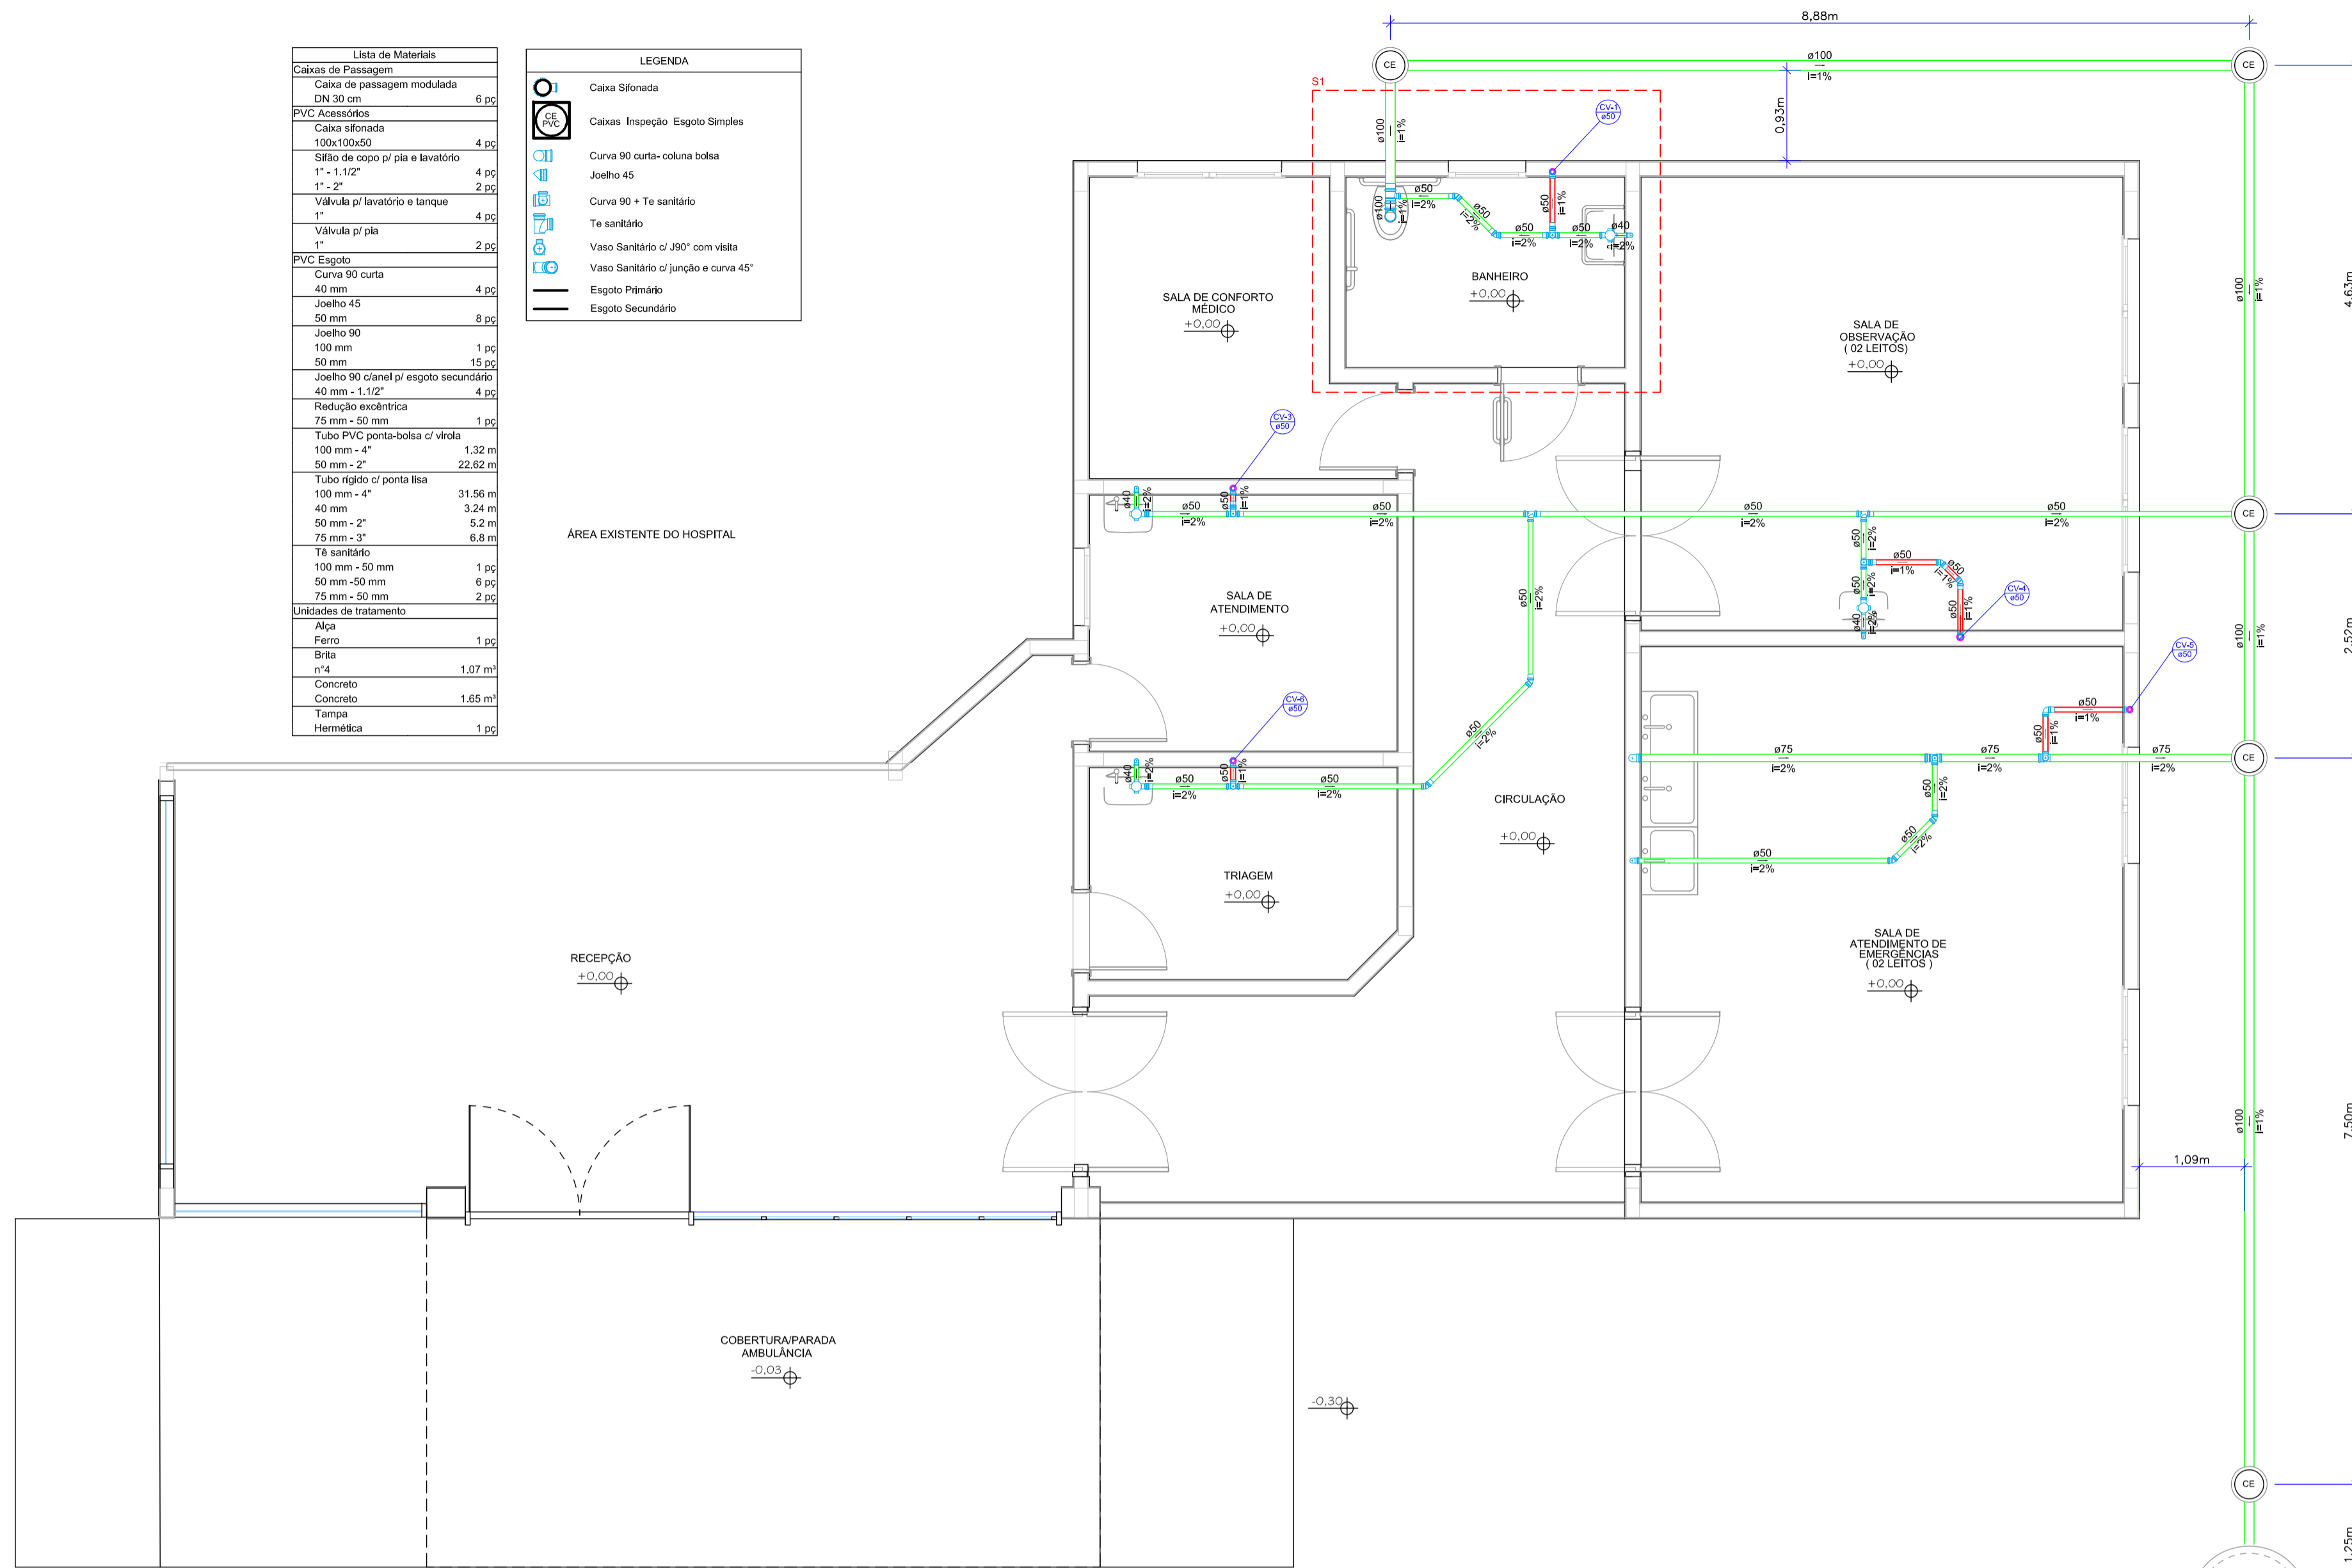 Lista de Materiais
Caixas de Passagem
Caixa de passagem modulada
DN 30 cm 6 pç
PVC Acessórios
Caixa sifonada
100x100x50 4 pç
Sifão de copo p/ pia e lavatório
1" - 1.1/2" 4 pç
1" - 2" 2 pç
Válvula p/ lavatório e tanque
1" 4 pç
Válvula p/ pia
1" 2 pç
PVC Esgoto
Curva 90 curta
40 mm 4 pç
Joelho 45
50 mm 8 pç
Joelho 90
100 mm 1 pç
50 mm 15 pç
Joelho 90 c/anel p/ esgoto secundário
40 mm - 1.1/2" 4 pç
Redução excêntrica
75 mm - 50 mm 1 pç
Tubo PVC ponta-bolsa c/ virola
100 mm - 4" 1.32 m
50 mm - 2" 22.62 m
Tubo rígido c/ ponta lisa
100 mm - 4" 31.56 m
40 mm 3.24 m
50 mm - 2" 5.2 m
75 mm - 3" 6.8 m
Tê sanitário
100 mm - 50 mm 1 pç
50 mm -50 mm 6 pç
75 mm - 50 mm 2 pç
Unidades de tratamento
Alça
Ferro 1 pç
Brita
n°4 1.07 m³
Concreto
Concreto 1.65 m³
Tampa
Hermética 1 pç
LEGENDA
Caixa Sifonada
CE
PVC
Caixas Inspeção Esgoto Simples
Curva 90 curta- coluna bolsa
Joelho 45
Curva 90 + Te sanitário
Te sanitário
Vaso Sanitário c/ J90° com visita
Vaso Sanitário c/ junção e curva 45°
Esgoto Primário
Esgoto Secundário
8,88m
CE
ø100
i=1%
CE
S1
0,93m
CV-1
ø50
ø100
i=1%
ø50
i=2%
ø100
i=1%
ø50
i=2%
ø50
i=1%
ø50
i=2%
ø50
i=2%
ø40
i=2%
BANHEIRO
+0,00
SALA DE CONFORTO
MÉDICO
+0,00
SALA DE
OBSERVAÇÃO
( 02 LEITOS)
+0,00
ø100
i=1%
4,63m
CV-3
ø50
ø40
i=2%
ø50
i=1%
ø50
i=2%
ø50
i=2%
ø50
i=2%
ø50
i=2%
CE
ÁREA EXISTENTE DO HOSPITAL
ø50
i=2%
ø50
i=1%
ø50
i=1%
ø50
i=2%
ø50
i=1%
ø40
i=2%
CV-4
ø50
SALA DE
ATENDIMENTO
+0,00
ø50
i=2%
ø100
i=1%
2,52m
CV-5
ø50
CV-6
ø50
ø50
i=2%
ø50
i=1%
ø50
i=1%
ø40
i=2%
ø50
i=1%
ø50
i=2%
ø50
i=2%
ø75
i=2%
ø75
i=2%
ø75
i=2%
CE
ø50
i=2%
CIRCULAÇÃO
+0,00
ø50
i=2%
ø50
i=2%
TRIAGEM
+0,00
SALA DE
ATENDIMENTO DE
EMERGÊNCIAS
( 02 LEITOS )
+0,00
RECEPÇÃO
+0,00
ø100
i=1%
7,50m
1,09m
COBERTURA/PARADA
AMBULÂNCIA
-0,03
-0,30
CE
1,25m